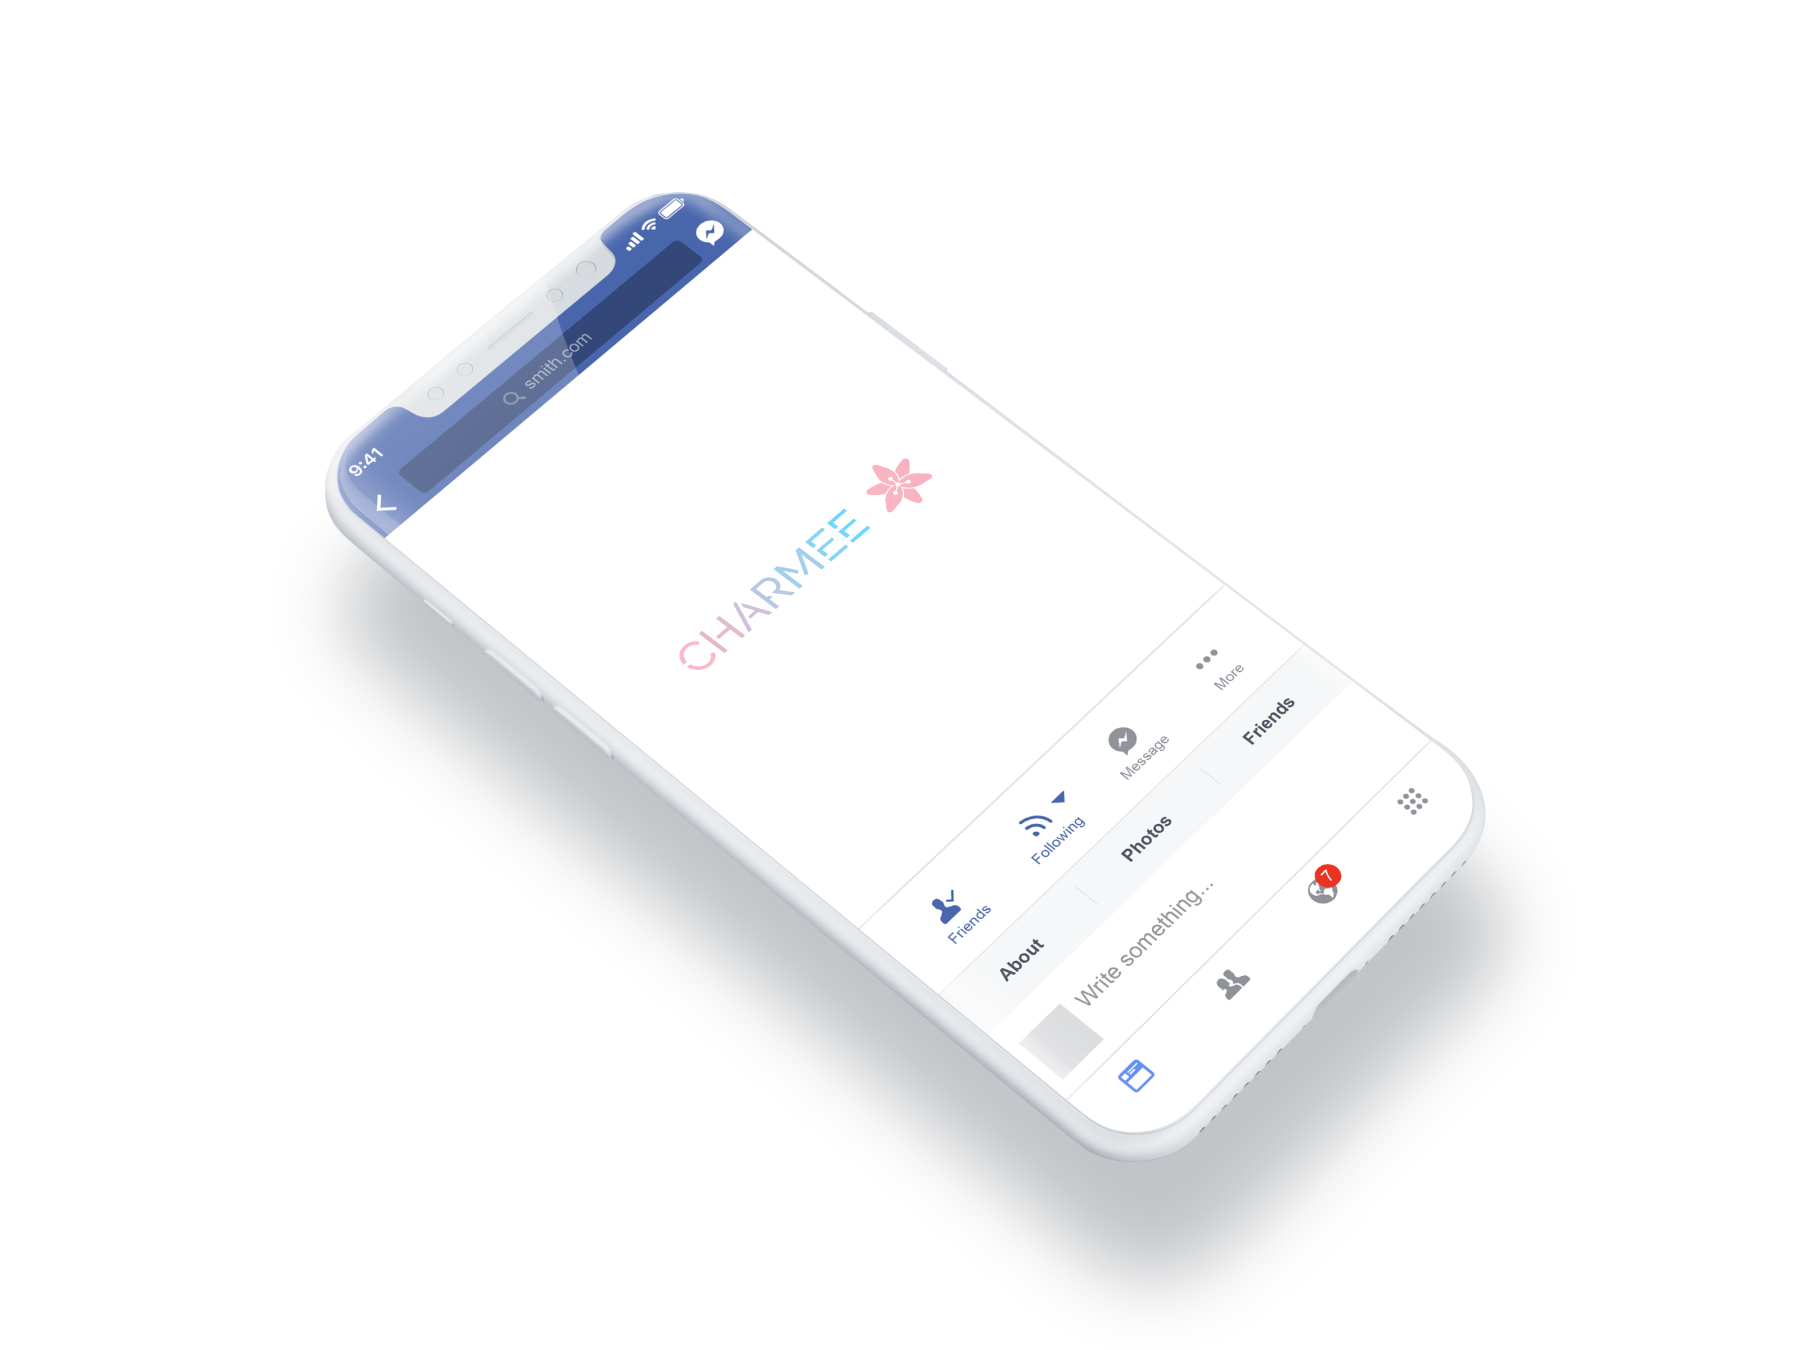 9:41
smith.com
CHARMEE
Friends
Following
Message
More
About
Photos
Friends
Write something...
7